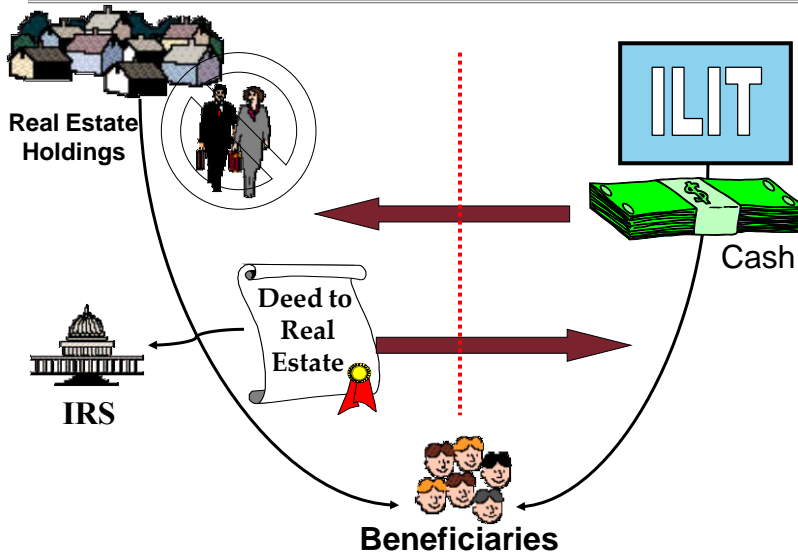 ILIT
Real Estate
Holdings
$
Cash
Deed to
Real
Estate
IRS
Beneficiaries